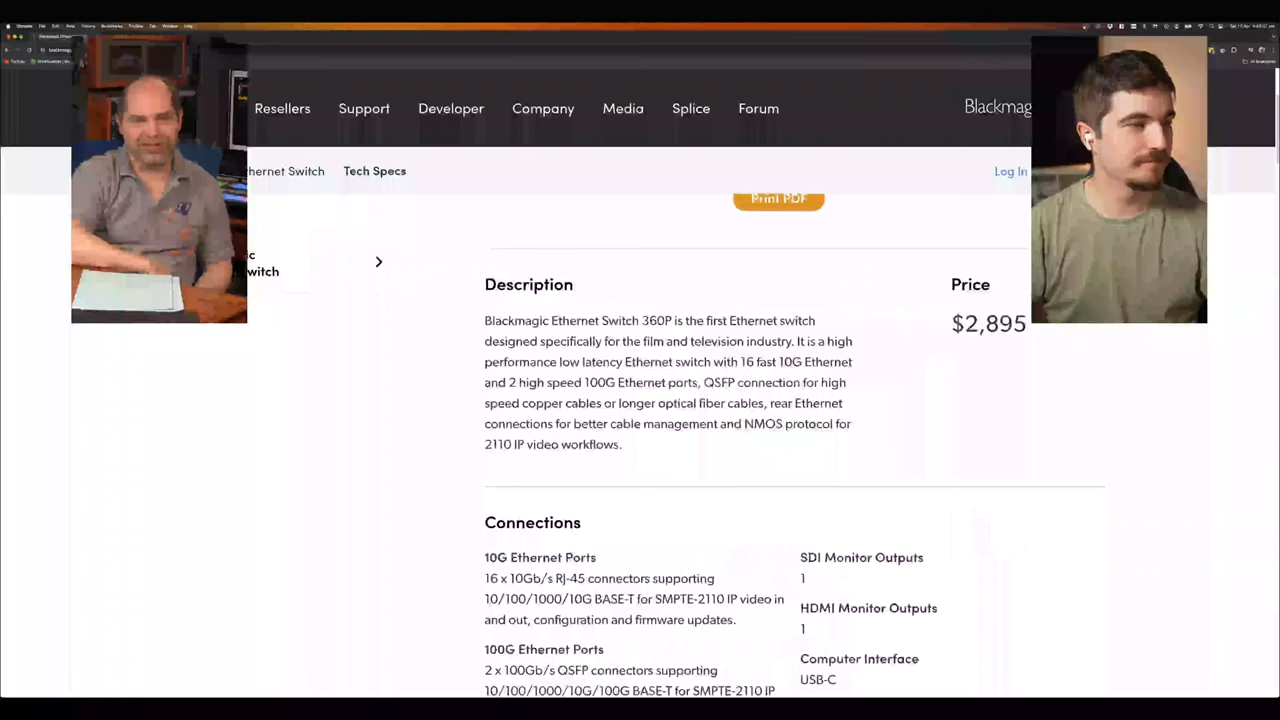 Resellers Support Developer Company Media Splice Forum
Blackmag
hernet Switch Tech Specs
Log In
Print PDF
ic
witch
Description
Blackmagic Ethernet Switch 360P is the first Ethernet switch
designed specifically for the film and television industry. It is a high
performance low latency Ethernet switch with 16 fast 10G Ethernet
and 2 high speed 100G Ethernet ports, QSFP connection for high
speed copper cables or longer optical fiber cables, rear Ethernet
connections for better cable management and NMOS protocol for
2110 IP video workflows.
Price
$2,895
Connections
10G Ethernet Ports
16 x 10Gb/s RJ-45 connectors supporting
10/100/1000/10G BASE-T for SMPTE-2110 IP video in
and out, configuration and firmware updates.
100G Ethernet Ports
2 x 100Gb/s QSFP connectors supporting
10/100/1000/10G/100G BASE-T for SMPTE-2110 IP
SDI Monitor Outputs
1
HDMI Monitor Outputs
1
Computer Interface
USB-C